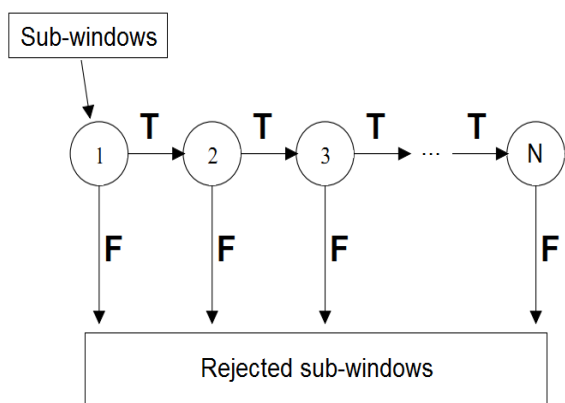 Sub-windows
T T T T
1 2 3 ... N
F F F F
Rejected sub-windows